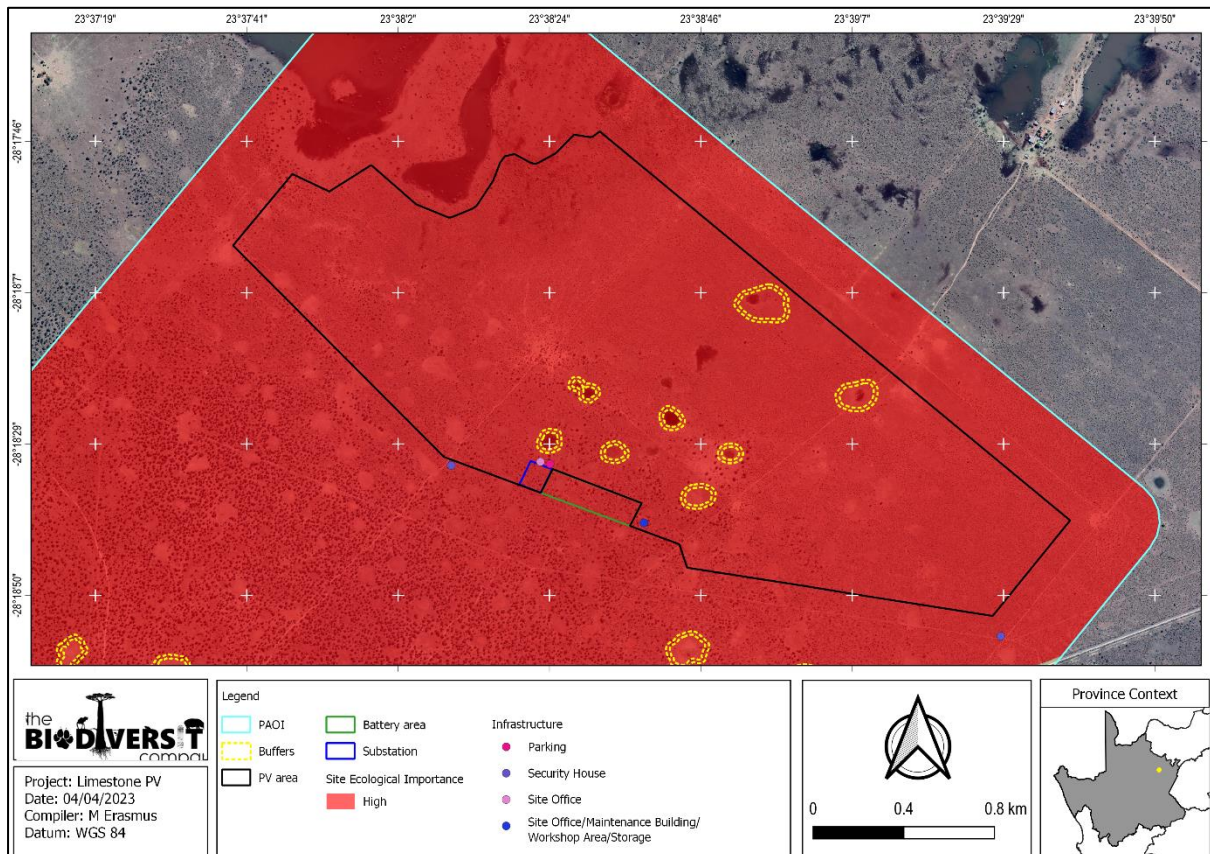 23°37'19" 23°37'41" 23°38'2" 23°38'24" 23°38'46" 23°39'7" 23°39'29" 23°39'50"
-28°17'46"
-28°18'7"
-28°18'29"
-28°18'50"
the
BIODIVERSIT
company
Project: Limestone PV
Date: 04/04/2023
Compiler: M Erasmus
Datum: WGS 84
Legend
PAOI
Buffers
PV area
Battery area
Substation
Site Ecological Importance
High
Infrastructure
Parking
Security House
Site Office
Site Office/Maintenance Building/
Workshop Area/Storage
0 0.4 0.8 km
Province Context